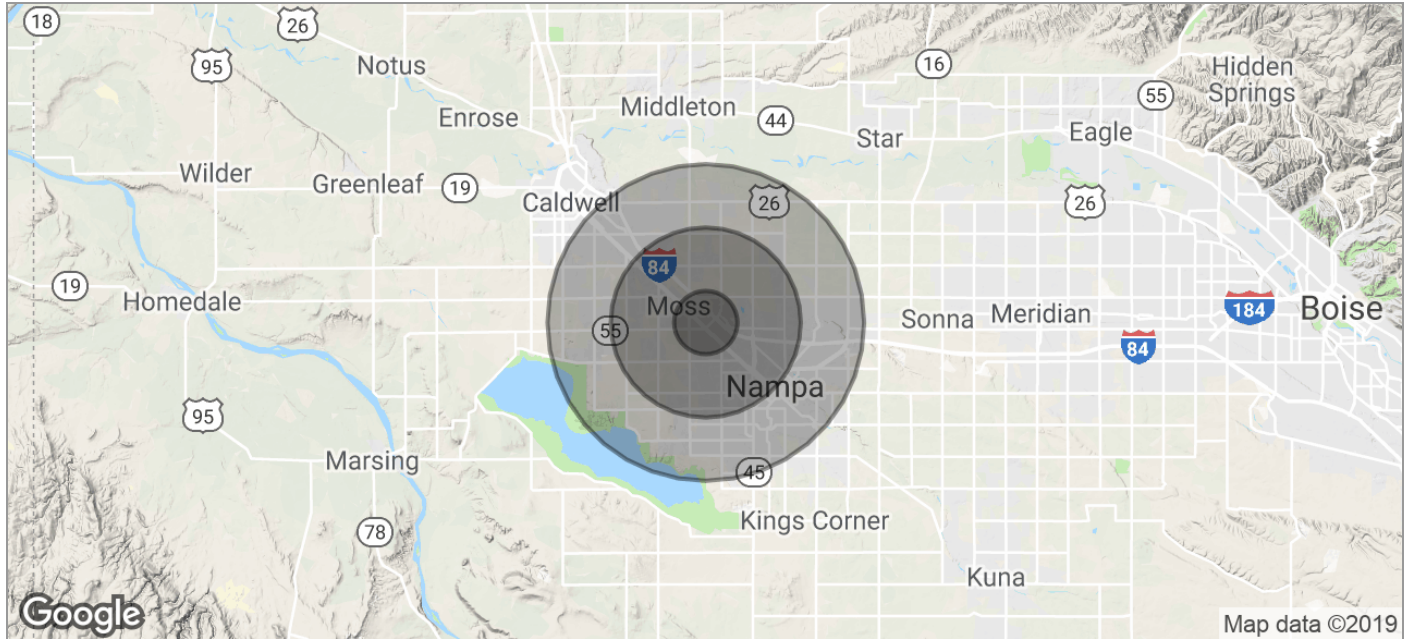 18
26
95
Notus
16
Hidden
Springs
55
Middleton
44
Enrose
Star
Eagle
Wilder
Greenleaf
19
Caldwell
26
26
84
19
Homedale
Moss
55
Sonna
Meridian
184
Boise
84
Nampa
95
Marsing
45
78
Kings Corner
Kuna
Google
Map data ©2019